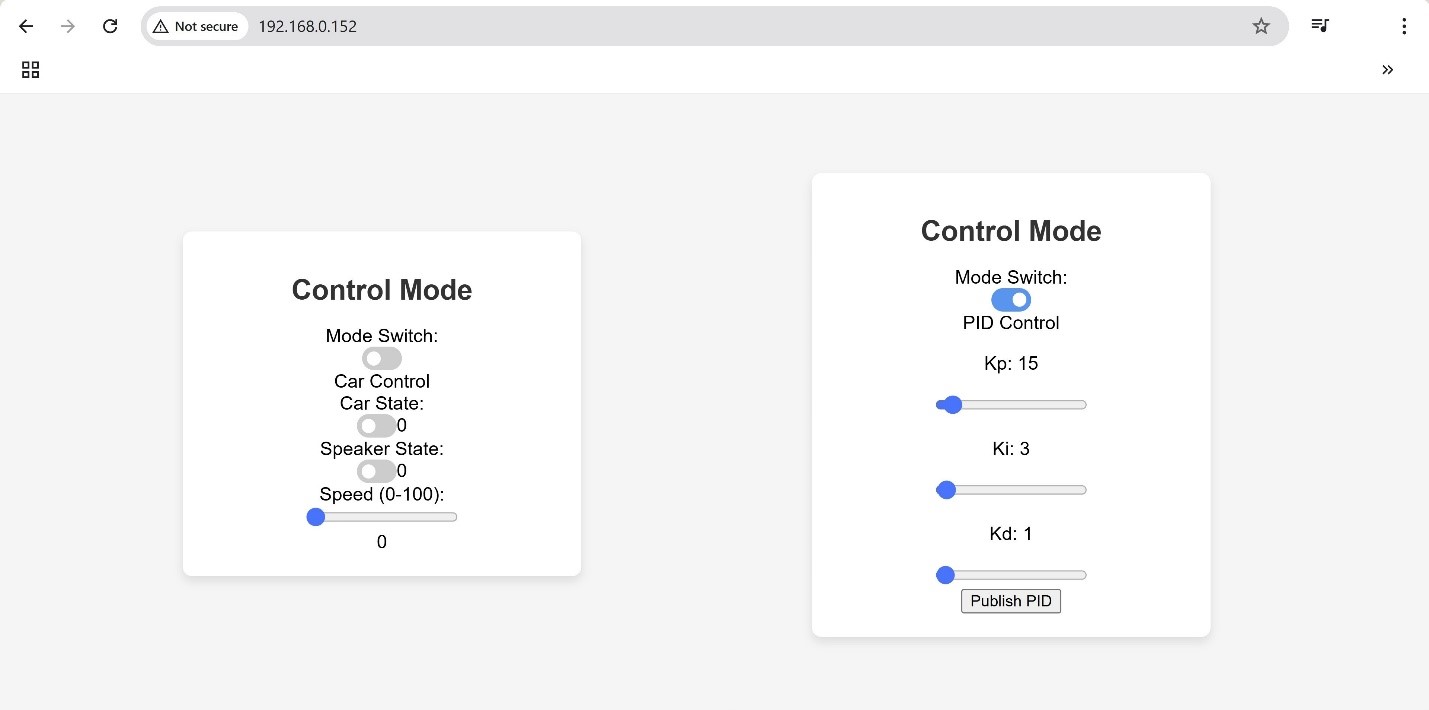 Not secure 192.168.0.152
Control Mode
Mode Switch:
Car Control
Car State:
0
Speaker State:
0
Speed (0-100):
0
Control Mode
Mode Switch:
PID Control
Kp: 15
Ki: 3
Kd: 1
Publish PID